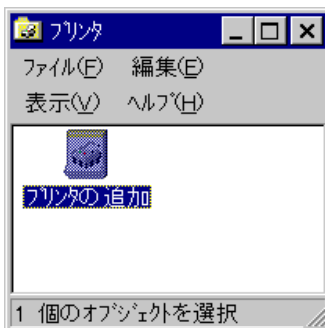 プリンタ
ファイル(F) 編集(E)
表示(V) ヘルプ(H)
プリンタの追加
1 個のオブジェクトを選択